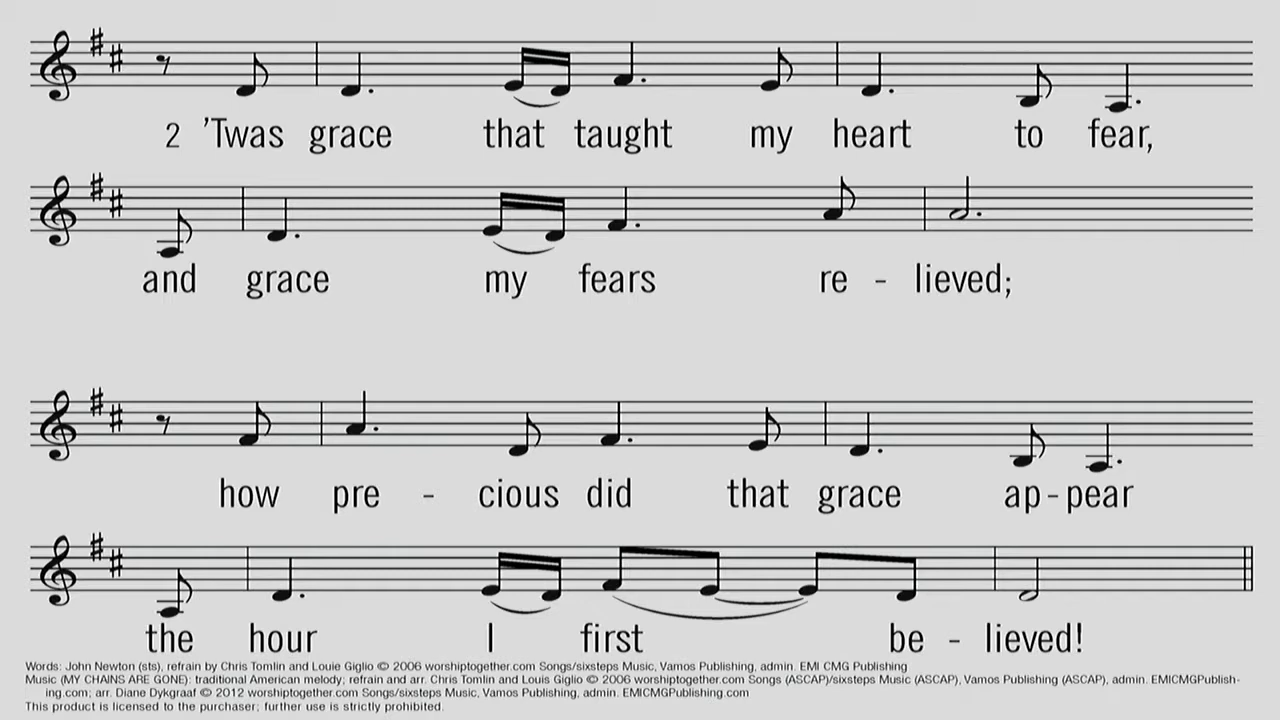 2 'Twas grace that taught my heart to fear,
and grace my fears re - lieved;
how pre - cious did that grace ap - pear
the hour I first be - lieved!
Words: John Newton (sts), refrain by Chris Tomlin and Louie Giglio © 2006 worshiptogether.com Songs/sixsteps Music, Vamos Publishing, admin. EMI CMG Publishing
Music (MY CHAINS ARE GONE): traditional American melody; refrain and arr. Chris Tomlin and Louis Giglio © 2006 worshiptogether.com Songs (ASCAP)/sixsteps Music (ASCAP), Vamos Publishing (ASCAP), admin. EMICMGPublish-
ing.com; arr. Diane Dykgraaf © 2012 worshiptogether.com Songs/sixsteps Music, Vamos Publishing, admin. EMICMGPublishing.com
This product is licensed to the purchaser; further use is strictly prohibited.